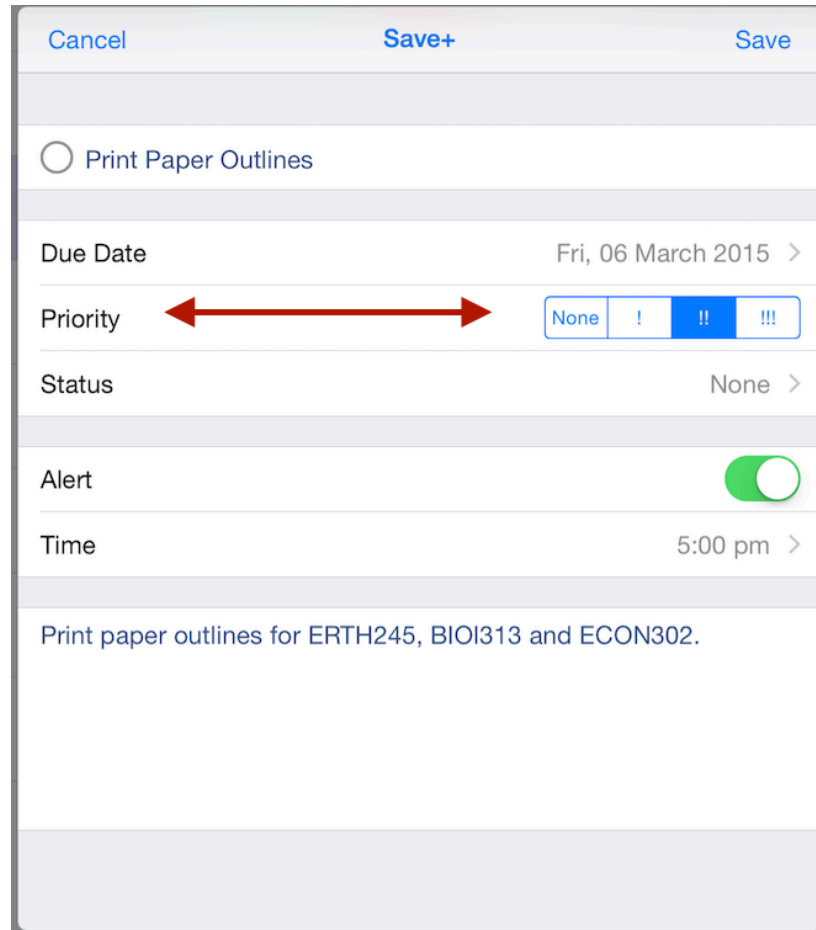 Cancel Save+ Save
Print Paper Outlines
Due Date Fri, 06 March 2015 >
Priority None ! !! !!!
Status None >
Alert
Time 5:00 pm >
Print paper outlines for ERTH245, BIOI313 and ECON302.